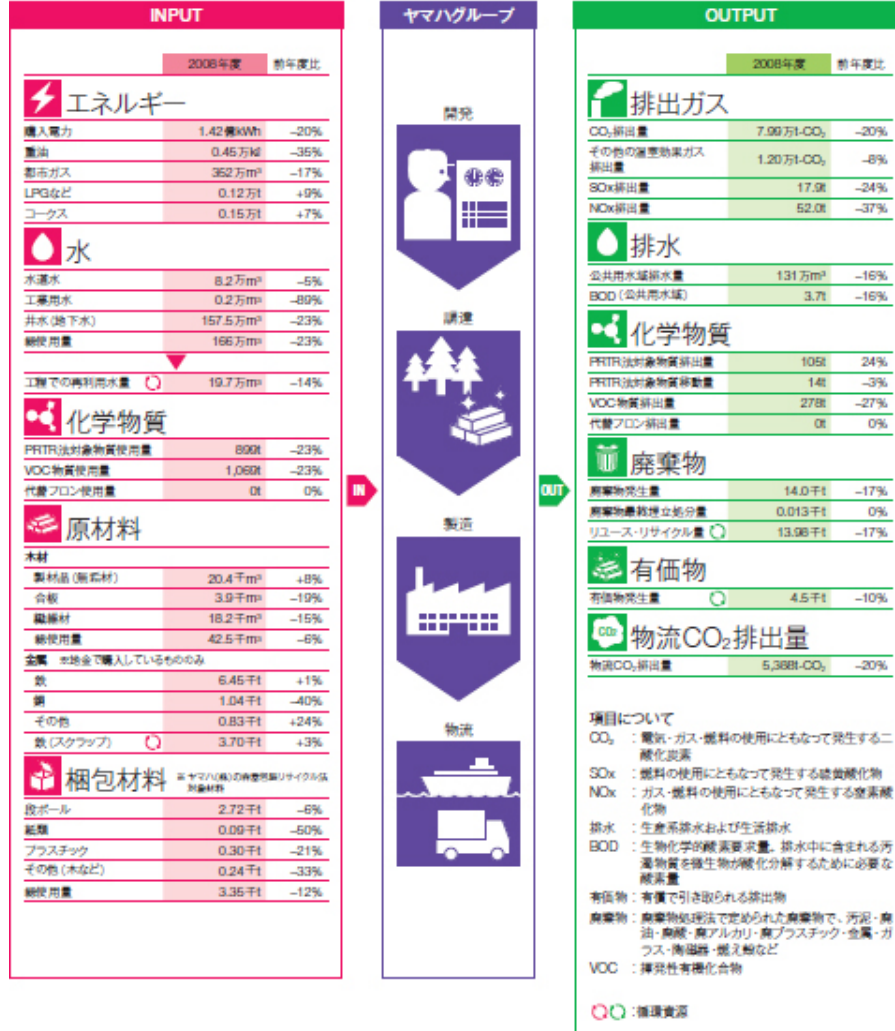 INPUT
2008年度 前年度比
エネルギー
購入電力 1.42億kWh –20%
重油 0.45万kl –35%
都市ガス 352万m³ –17%
LPGなど 0.12万t +9%
コークス 0.15万t +7%
水
水道水 8.2万m³ –5%
工業用水 0.2万m³ –89%
井水(地下水) 157.5万m³ –23%
総使用量 166万m³ –23%
工程での再利用水量 19.7万m³ –14%
化学物質
PRTR法対象物質使用量 899t –23%
VOC物質使用量 1,069t –23%
代替フロン使用量 0t 0%
原材料
木材
製材品(無垢材) 20.4千m³ +8%
合板 3.9千m³ –19%
繊維材 18.2千m³ –15%
総使用量 42.5千m³ –6%
金属 ※地金で購入しているもののみ
鉄 6.45千t +1%
銅 1.04千t –40%
その他 0.83千t +24%
鉄(スクラップ) 3.70千t +3%
梱包材料 ※ヤマハ(株)の容器包装リサイクル法
対象材料
段ボール 2.72千t –6%
紙類 0.09千t –50%
プラスチック 0.30千t –21%
その他(木など) 0.24千t –33%
総使用量 3.35千t –12%
IN
ヤマハグループ
開発
調達
製造
物流
OUT
OUTPUT
2008年度 前年度比
排出ガス
CO₂排出量 7.99万t-CO₂ –20%
その他の温室効果ガス
排出量 1.20万t-CO₂ –8%
SOx排出量 17.9t –24%
NOx排出量 52.0t –37%
排水
公共用水域排水量 131万m³ –16%
BOD(公共用水域) 3.7t –16%
化学物質
PRTR法対象物質排出量 105t 24%
PRTR法対象物質移動量 14t –3%
VOC物質排出量 278t –27%
代替フロン排出量 0t 0%
廃棄物
廃棄物発生量 14.0千t –17%
廃棄物最終埋立処分量 0.013千t 0%
リユース・リサイクル量 13.98千t –17%
有価物
有価物発生量 4.5千t –10%
CO₂
物流CO₂排出量
物流CO₂排出量 5,368t-CO₂ –20%
項目について
CO₂ :電気・ガス・燃料の使用にともなって発生する二
酸化炭素
SOx :燃料の使用にともなって発生する硫黄酸化物
NOx :ガス・燃料の使用にともなって発生する窒素酸
化物
排水 :生産系排水および生活排水
BOD :生物化学的酸素要求量。排水中に含まれる汚
濁物質を微生物が酸化分解するために必要な
酸素量
有価物:有償で引き取られる排出物
廃棄物:廃棄物処理法で定められた廃棄物で、汚泥・廃
油・廃酸・廃アルカリ・廃プラスチック・金属・ガ
ラス・陶磁器・燃え殻など
VOC :揮発性有機化合物
:循環資源